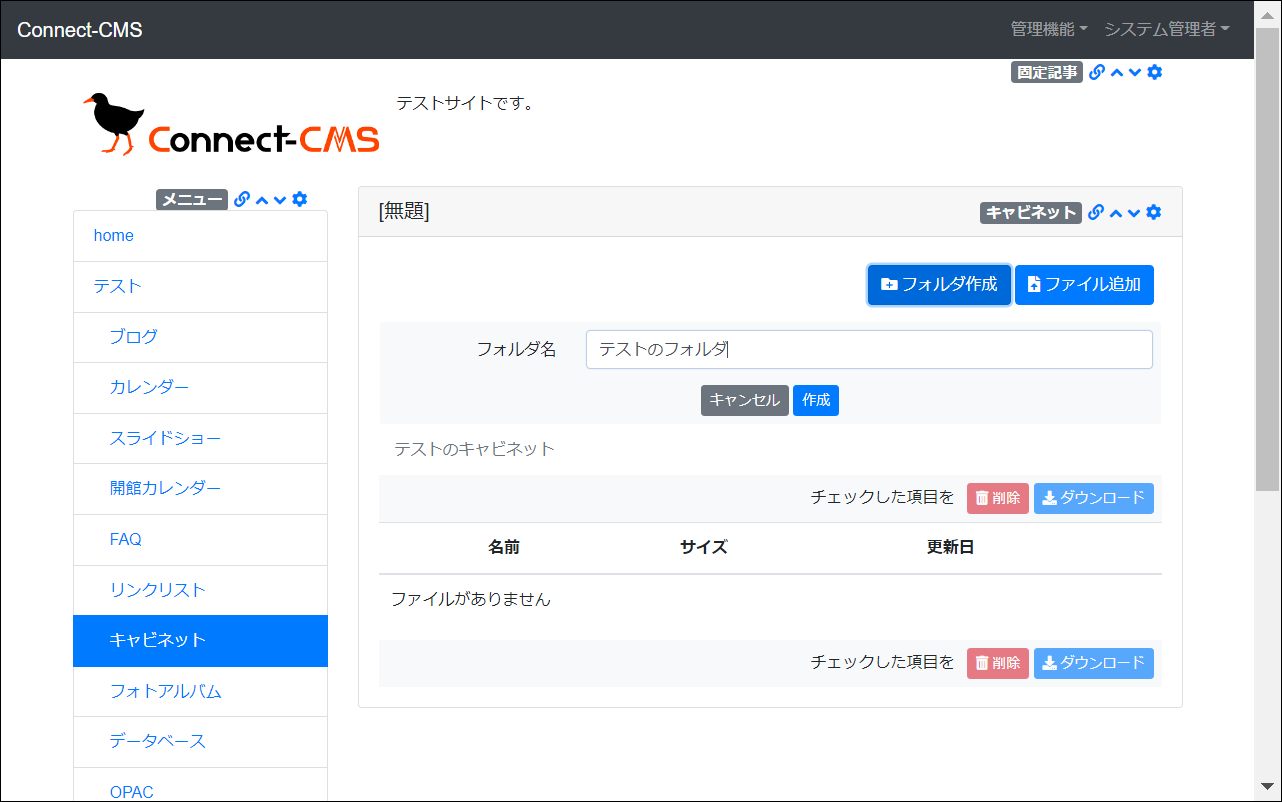 Connect-CMS
管理機能 システム管理者
固定記事
テストサイトです。
Connect-CMS
メニュー
home
テスト
ブログ
カレンダー
スライドショー
開館カレンダー
FAQ
リンクリスト
キャビネット
フォトアルバム
データベース
OPAC
[無題]
キャビネット
フォルダ作成 ファイル追加
フォルダ名 テストのフォルダ
キャンセル 作成
テストのキャビネット
チェックした項目を 削除 ダウンロード
名前 サイズ 更新日
ファイルがありません
チェックした項目を 削除 ダウンロード